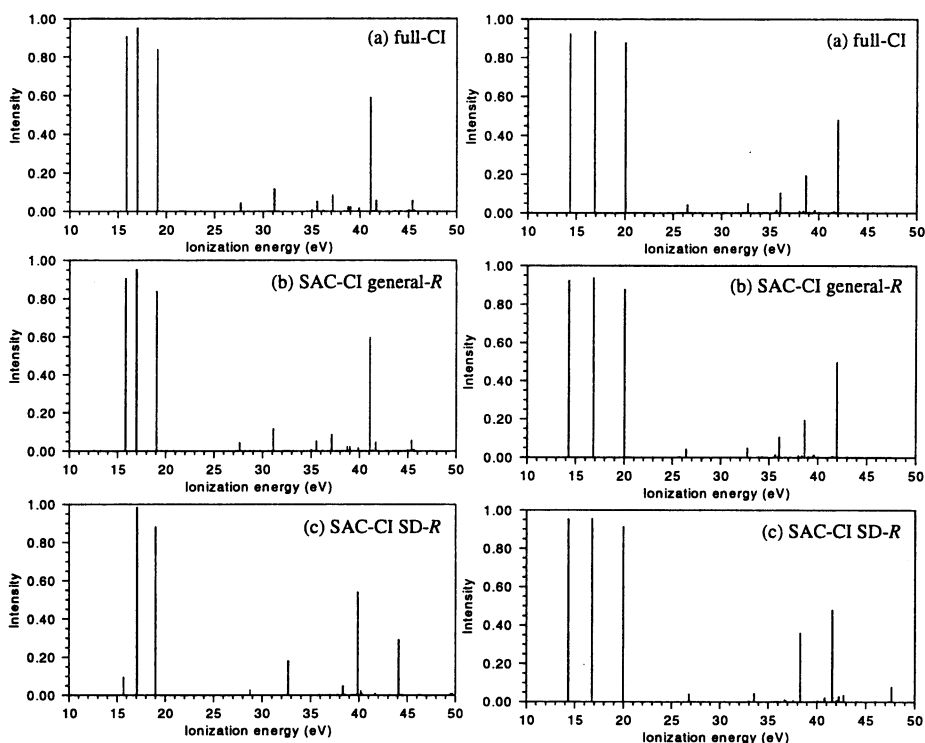 1.00
0.80
0.60
0.40
0.20
0.00
Intensity
(a) full-CI
10 15 20 25 30 35 40 45 50
Ionization energy (eV)
1.00
0.80
0.60
0.40
0.20
0.00
Intensity
(a) full-CI
10 15 20 25 30 35 40 45 50
Ionization energy (eV)
1.00
0.80
0.60
0.40
0.20
0.00
Intensity
(b) SAC-CI general-R
10 15 20 25 30 35 40 45 50
Ionization energy (eV)
1.00
0.80
0.60
0.40
0.20
0.00
Intensity
(b) SAC-CI general-R
10 15 20 25 30 35 40 45 50
Ionization energy (eV)
1.00
0.80
0.60
0.40
0.20
0.00
Intensity
(c) SAC-CI SD-R
10 15 20 25 30 35 40 45 50
Ionization energy (eV)
1.00
0.80
0.60
0.40
0.20
0.00
Intensity
(c) SAC-CI SD-R
10 15 20 25 30 35 40 45 50
Ionization energy (eV)